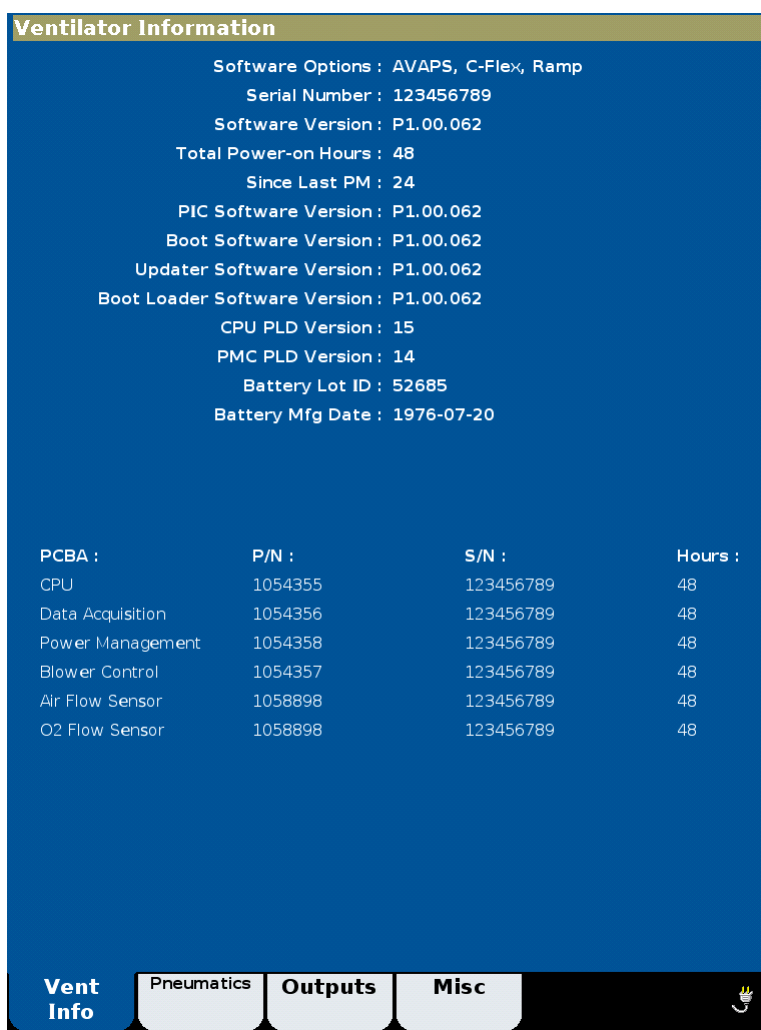 Ventilator Information
Software Options : AVAPS, C-Flex, Ramp
Serial Number : 123456789
Software Version : P1.00.062
Total Power-on Hours : 48
Since Last PM : 24
PIC Software Version : P1.00.062
Boot Software Version : P1.00.062
Updater Software Version : P1.00.062
Boot Loader Software Version : P1.00.062
CPU PLD Version : 15
PMC PLD Version : 14
Battery Lot ID : 52685
Battery Mfg Date : 1976-07-20
PCBA : P/N : S/N : Hours :
CPU 1054355 123456789 48
Data Acquisition 1054356 123456789 48
Power Management 1054358 123456789 48
Blower Control 1054357 123456789 48
Air Flow Sensor 1058898 123456789 48
O2 Flow Sensor 1058898 123456789 48
Vent Info
Pneumatics
Outputs
Misc